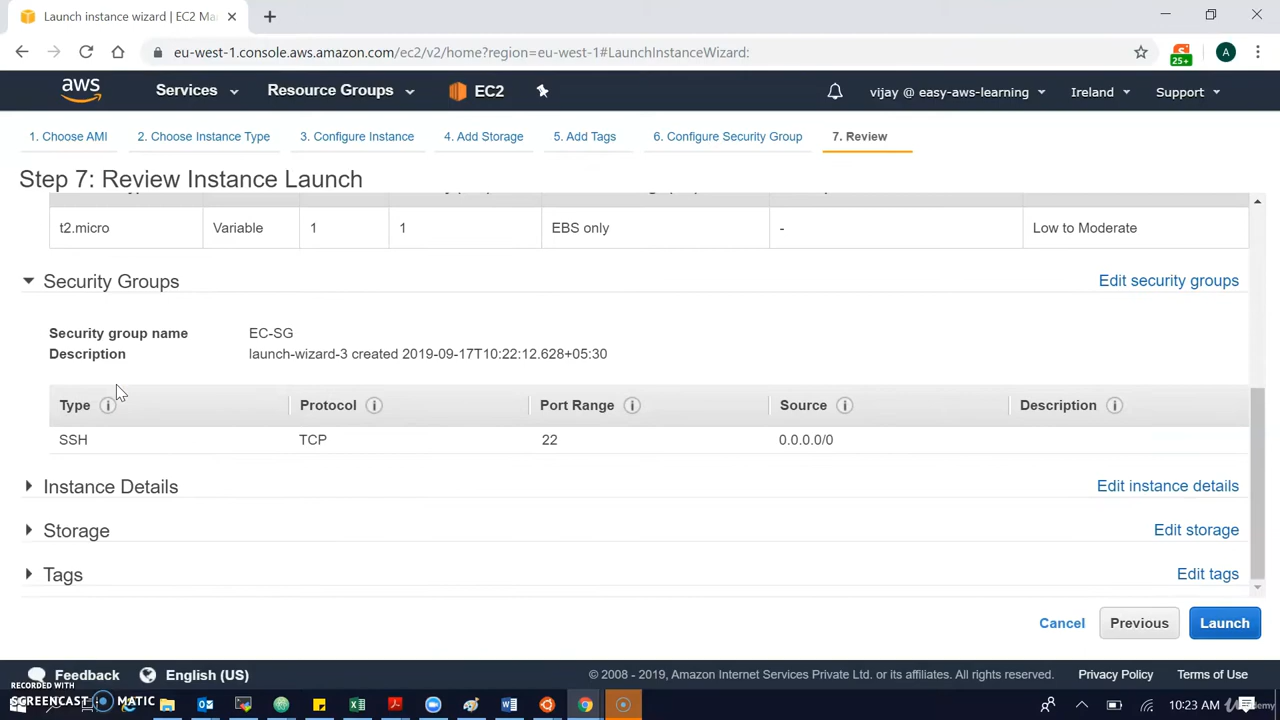 Launch instance wizard | EC2 Ma
eu-west-1.console.aws.amazon.com/ec2/v2/home?region=eu-west-1#LaunchInstanceWizard:
25+
A
aws Services Resource Groups EC2 vijay @ easy-aws-learning Ireland Support
1. Choose AMI 2. Choose Instance Type 3. Configure Instance 4. Add Storage 5. Add Tags 6. Configure Security Group 7. Review
Step 7: Review Instance Launch
t2.micro Variable 1 1 EBS only - Low to Moderate
Security Groups Edit security groups
Security group name EC-SG
Description launch-wizard-3 created 2019-09-17T10:22:12.628+05:30
Type i Protocol i Port Range i Source i Description i
SSH TCP 22 0.0.0.0/0
Instance Details Edit instance details
Storage Edit storage
Tags Edit tags
Cancel Previous Launch
Feedback English (US) © 2008 - 2019, Amazon Internet Services Private Ltd. or its affiliates. All rights reserved. Privacy Policy Terms of Use
RECORDED WITH
SCREENCAST MATIC
10:23 AM